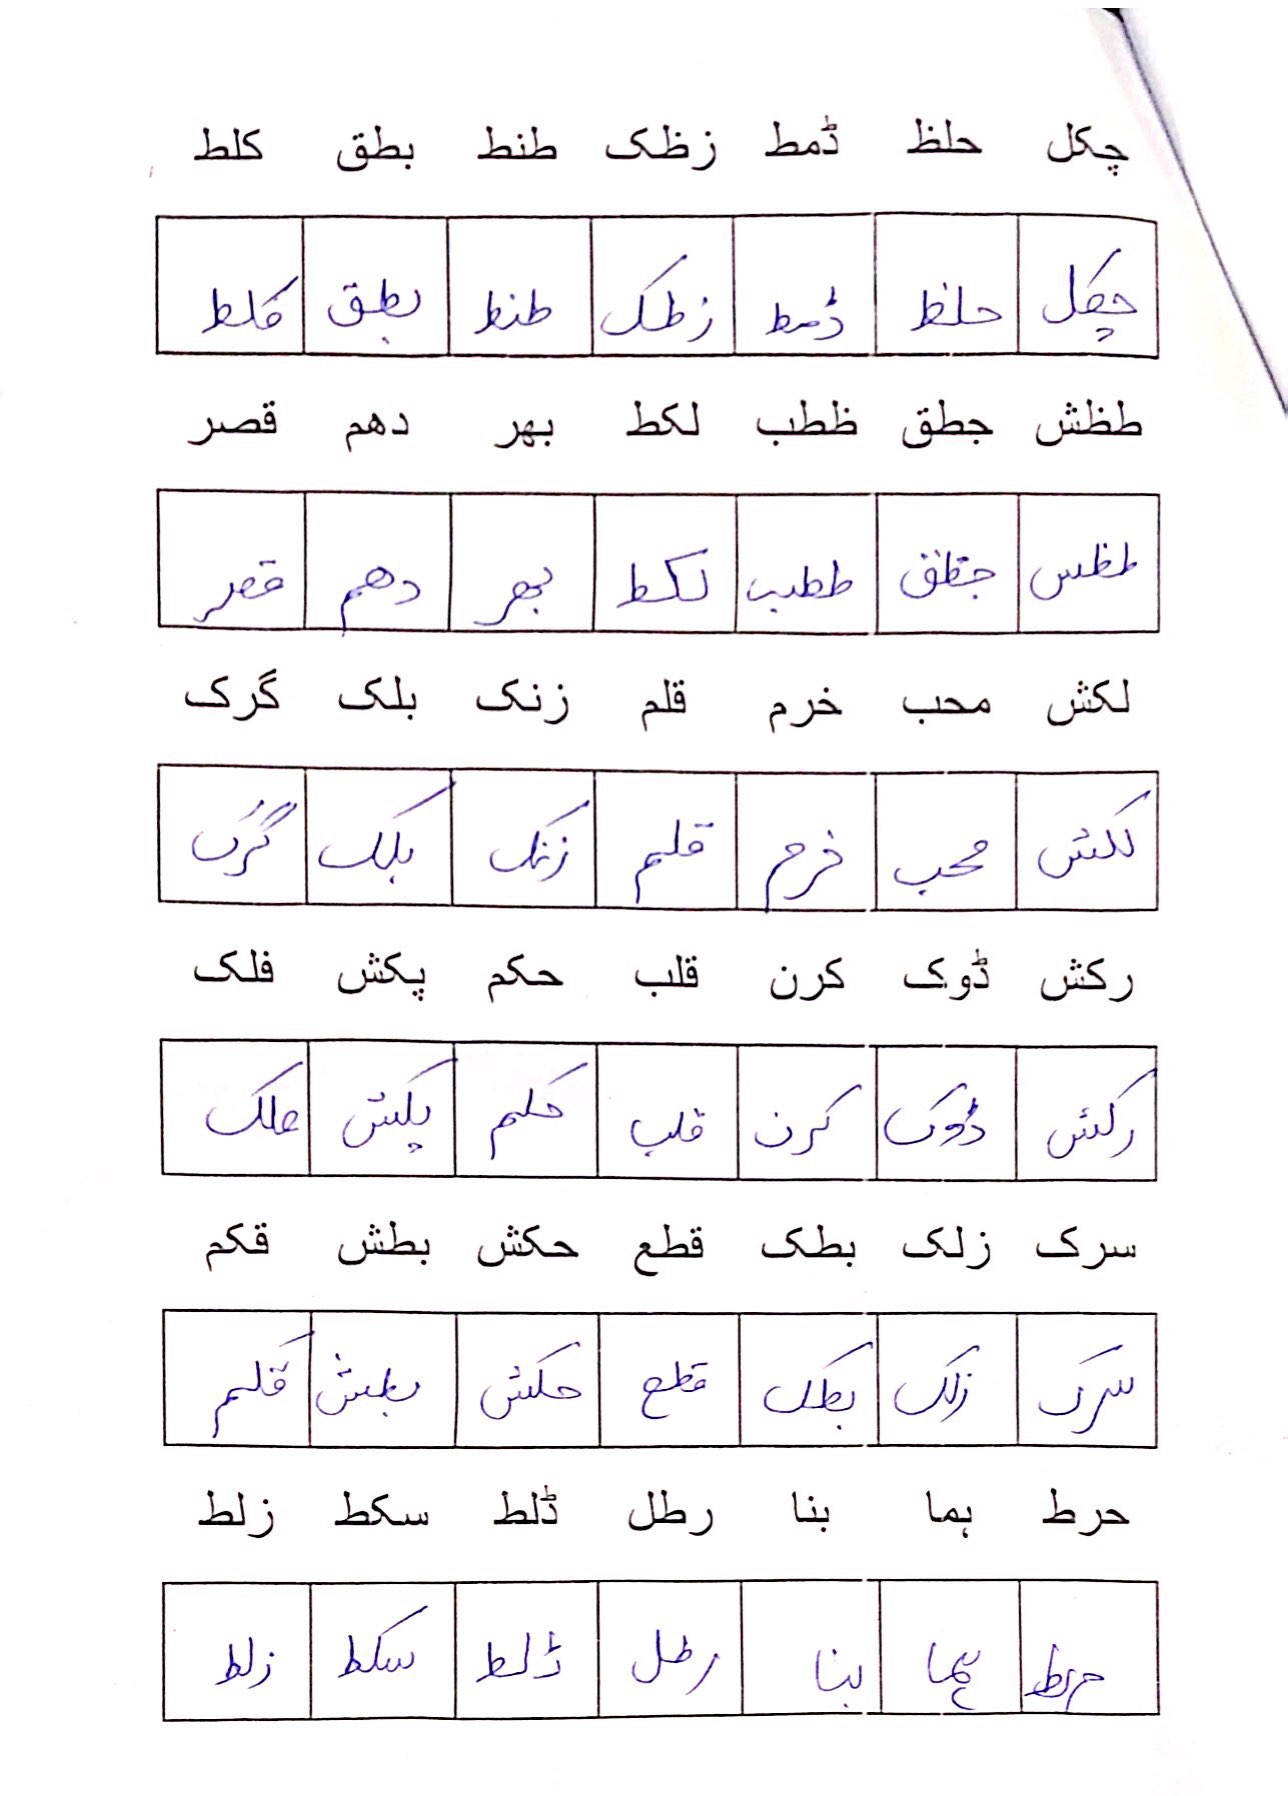 چکل حلظ ڈمط زظک طنط بطق کلط
چکل حلظ ڈمط زطک طنط بطق کلط
طظش جطق ظطب لکط بھر دھم قصر
طظس جظق ططب لکط بھر دھم قصر
لکش محب خرم قلم زنک بلک گرک
لکش محب خرم قلم زنک بلک گرک
رکش ڈوک کرن قلب حکم پکش فلک
رکش ڈوک کرن قلب حکم پکش فلک
سرک زلک بطک قطع حکش بطش قکم
سرک زلک بطک قطع حکش بطش قکم
حرط ہما بنا رطل ڈلط سکط زلط
حرط ہما بنا رطل ڈلط سکط زلط